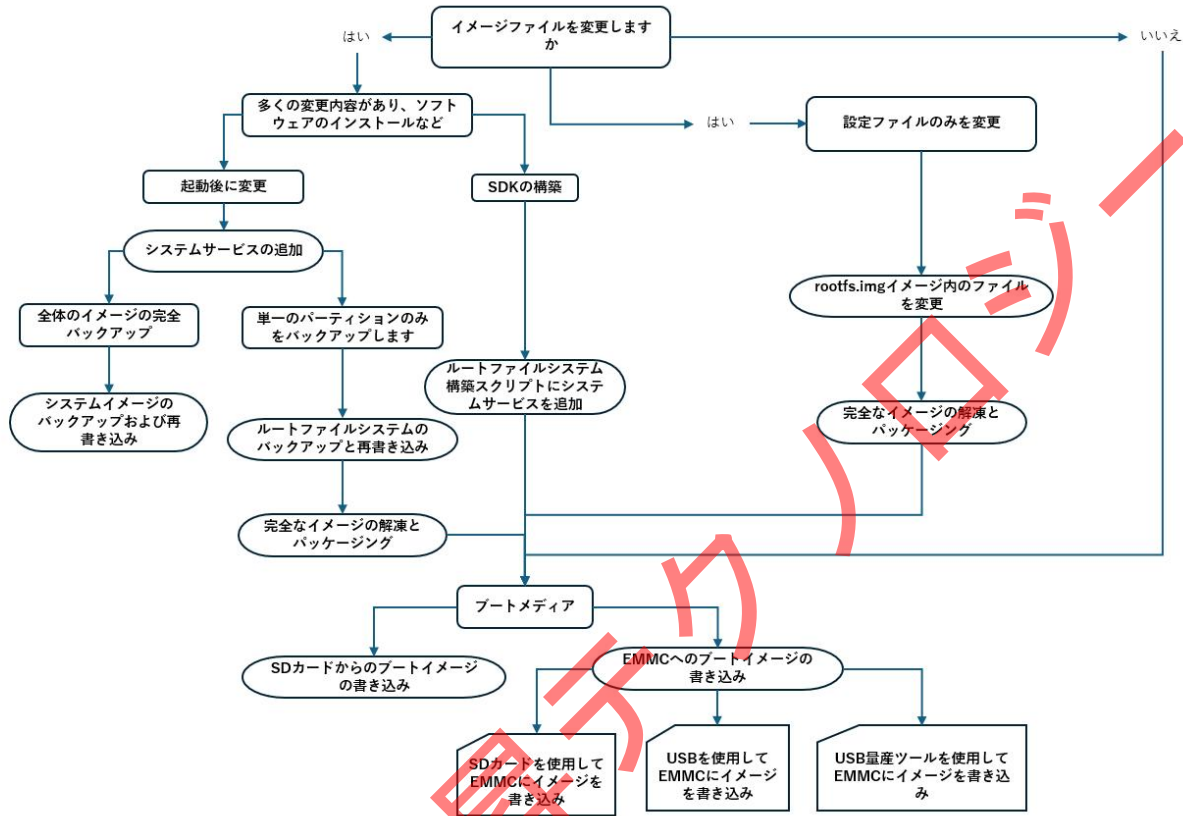 イメージファイルを変更します
か
はい
いいえ
多くの変更内容があり、ソフト
ウェアのインストールなど
はい
設定ファイルのみを変更
起動後に変更
SDKの構築
システムサービスの追加
rootfs.imgイメージ内のファイル
を変更
全体のイメージの完全
バックアップ
単一のパーティションのみ
をバックアップします
ルートファイルシステム
構築スクリプトにシステ
ムサービスを追加
システムイメージの
バックアップおよび再
書き込み
ルートファイルシステムの
バックアップと再書き込み
完全なイメージの解凍と
パッケージング
完全なイメージの解凍と
パッケージング
ブートメディア
SDカードからのブートイメージ
の書き込み
EMMCへのブートイメージの
書き込み
SDカードを使用して
EMMCにイメージを
書き込み
USBを使用して
EMMCにイメージ
を書き込み
USB量産ツールを使用して
EMMCにイメージを書き込
み
テクノロジー